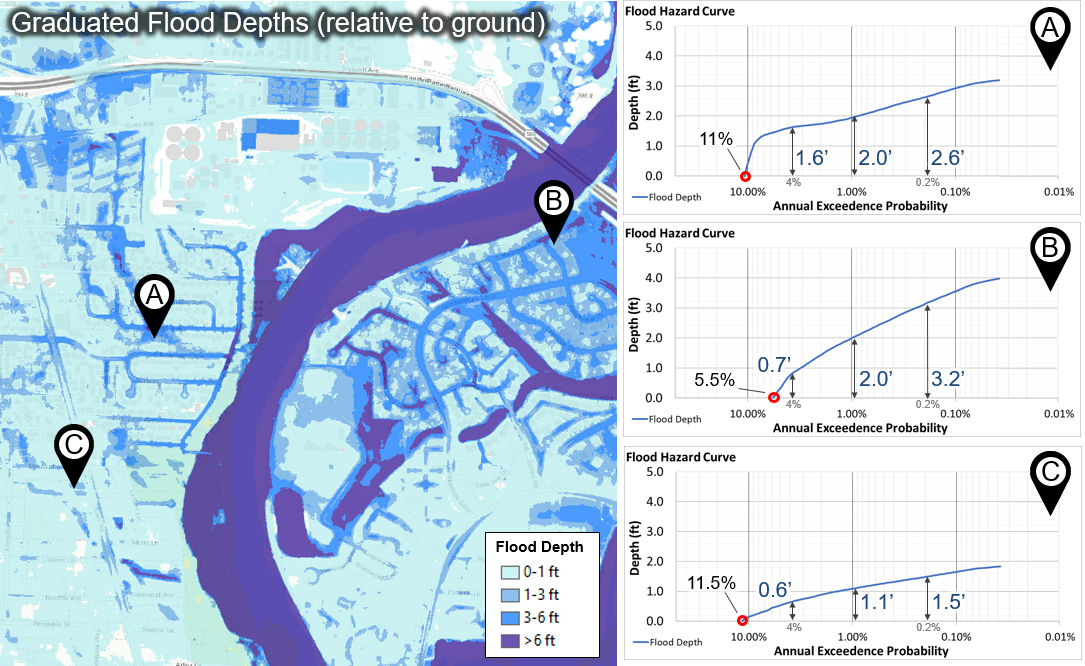 Graduated Flood Depths (relative to ground)
A
B
C
Flood Depth
0-1 ft
1-3 ft
3-6 ft
>6 ft
Flood Hazard Curve
A
5.0
4.0
3.0
2.0
1.0
0.0
Depth (ft)
11%
1.6’
2.0’
2.6’
4%
0.2%
10.00%
1.00%
0.10%
0.01%
Flood Depth
Annual Exceedence Probability
Flood Hazard Curve
B
5.0
4.0
3.0
2.0
1.0
0.0
Depth (ft)
5.5%
0.7’
2.0’
3.2’
4%
0.2%
10.00%
1.00%
0.10%
0.01%
Flood Depth
Annual Exceedence Probability
Flood Hazard Curve
C
5.0
4.0
3.0
2.0
1.0
0.0
Depth (ft)
11.5%
0.6’
1.1’
1.5’
4%
0.2%
10.00%
1.00%
0.10%
0.01%
Flood Depth
Annual Exceedence Probability